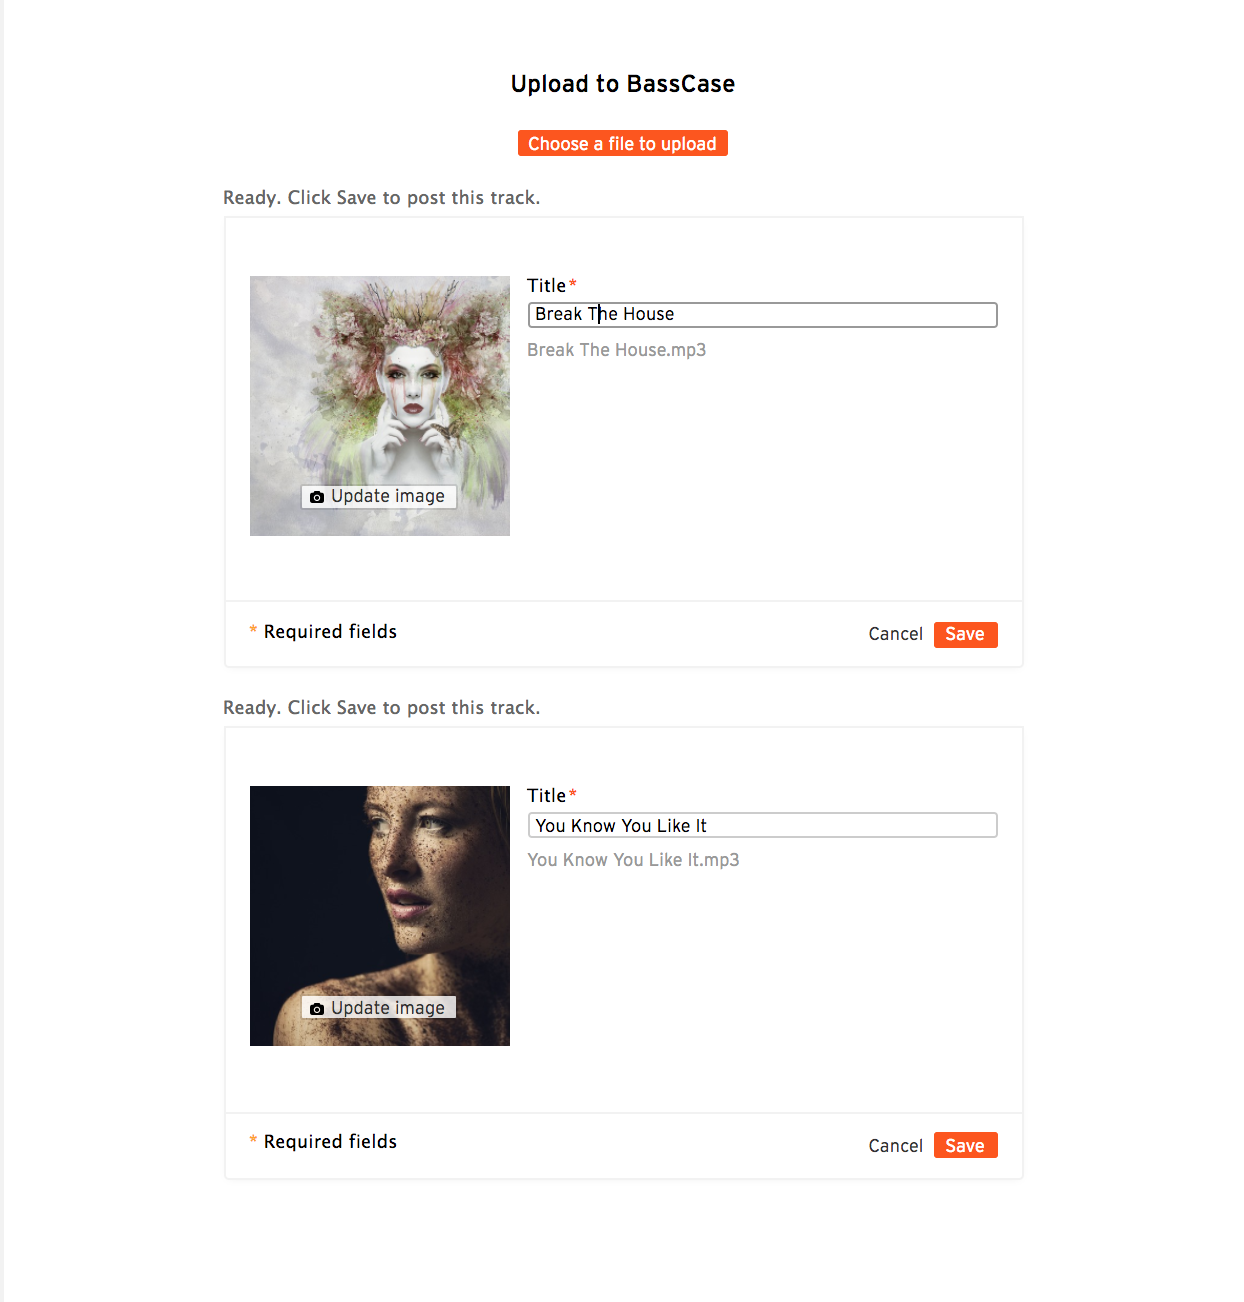 Upload to BassCase
Choose a file to upload
Ready. Click Save to post this track.
Title*
Break The House
Break The House.mp3
Update image
* Required fields
Cancel Save
Ready. Click Save to post this track.
Title*
You Know You Like It
You Know You Like It.mp3
Update image
* Required fields
Cancel Save